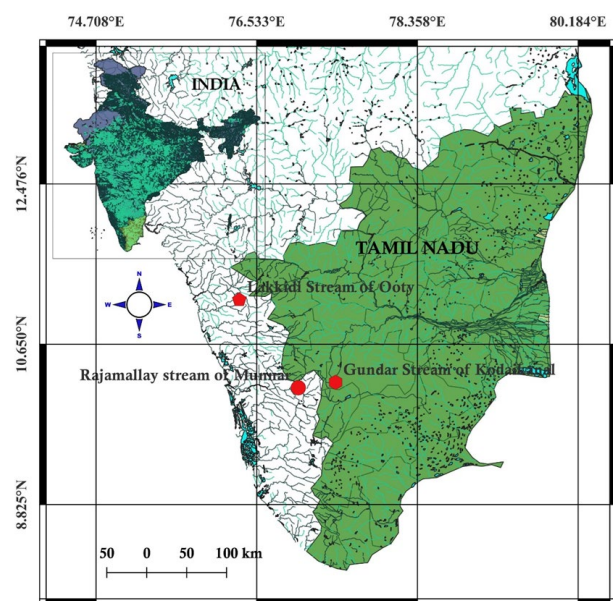 74.708°E 76.533°E 78.358°E 80.184°E
INDIA
12.476°N
TAMIL NADU
N
W E
S
Lakkidi Stream of Ooty
10.650°N
Rajamallay stream of Munnar
Gundar Stream of Kodaikanal
8.825°N
50 0 50 100 km